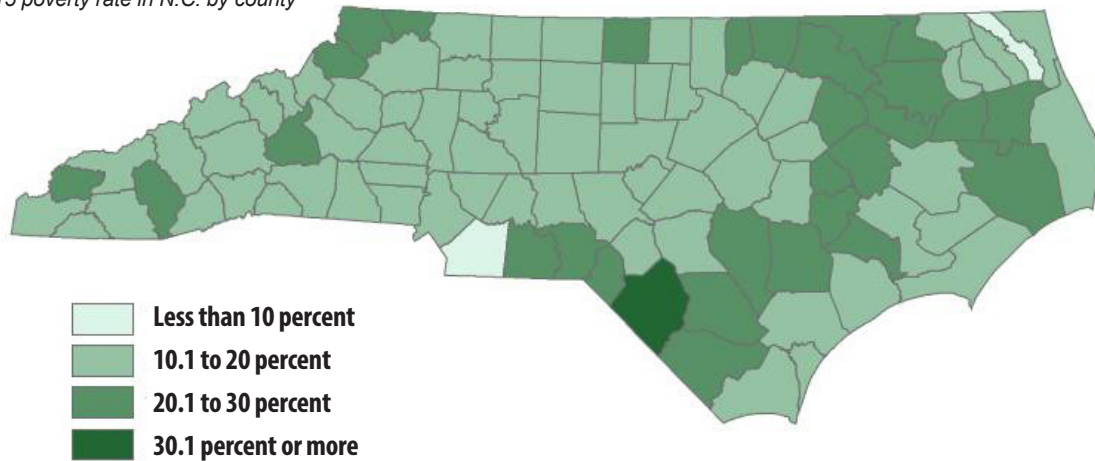 poverty rate in N.C. by county
Less than 10 percent
10.1 to 20 percent
20.1 to 30 percent
30.1 percent or more